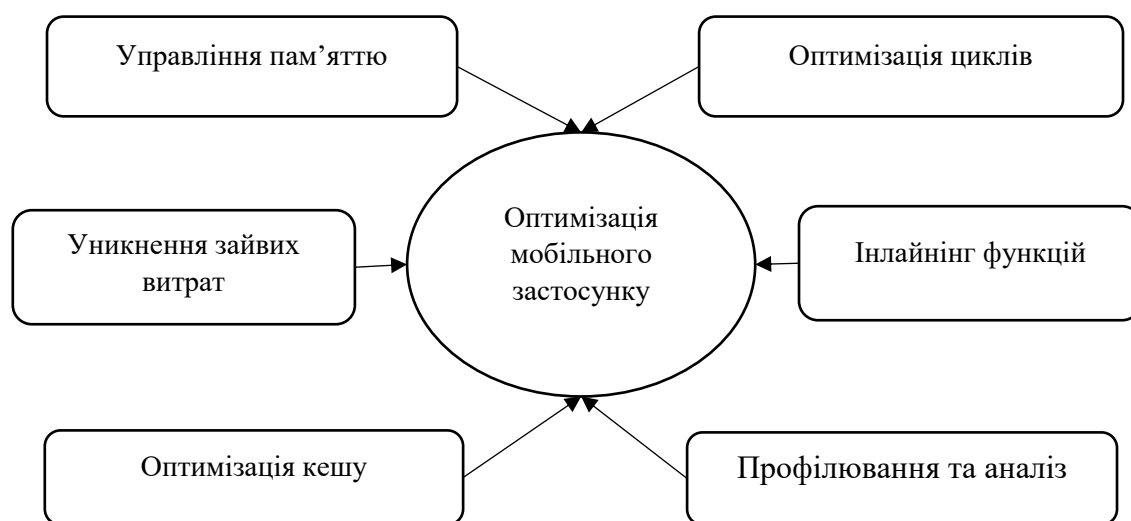 Управління пам’яттю
Оптимізація циклів
Уникнення зайвих
витрат
Оптимізація
мобільного
застосунку
Інлайнінг функцій
Оптимізація кешу
Профілювання та аналіз